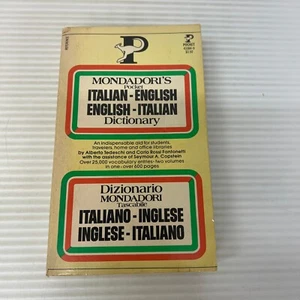 P
POCKET
MONDADORI'S
Pocket
ITALIAN-ENGLISH
ENGLISH-ITALIAN
Dictionary
An indispensable aid for students,
travelers, home and office libraries
by Alberto Tedeschi and Carlo Rossi Fantonetti
with the assistance of Seymour A. Copstein
Over 25,000 vocabulary entries–two volumes
in one–over 600 pages
Dizionario
MONDADORI
Tascabile
ITALIANO-INGLESE
INGLESE-ITALIANO